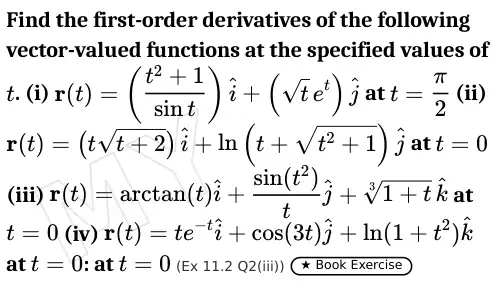 Find the first-order derivatives of the following
vector-valued functions at the specified values of
t. (i) r(t) = ( (t² + 1) / (sin t) ) î + (√t eᵗ) ĵ at t = π/2 (ii)
r(t) = (t√(t + 2)) î + ln (t + √(t² + 1)) ĵ at t = 0
(iii) r(t) = arctan(t)î + sin(t²)/t ĵ + ∛(1 + t) k̂ at
t = 0 (iv) r(t) = te⁻ᵗî + cos(3t)ĵ + ln(1 + t²)k̂
at t = 0: at t = 0 (Ex 11.2 Q2(iii)) ★ Book Exercise